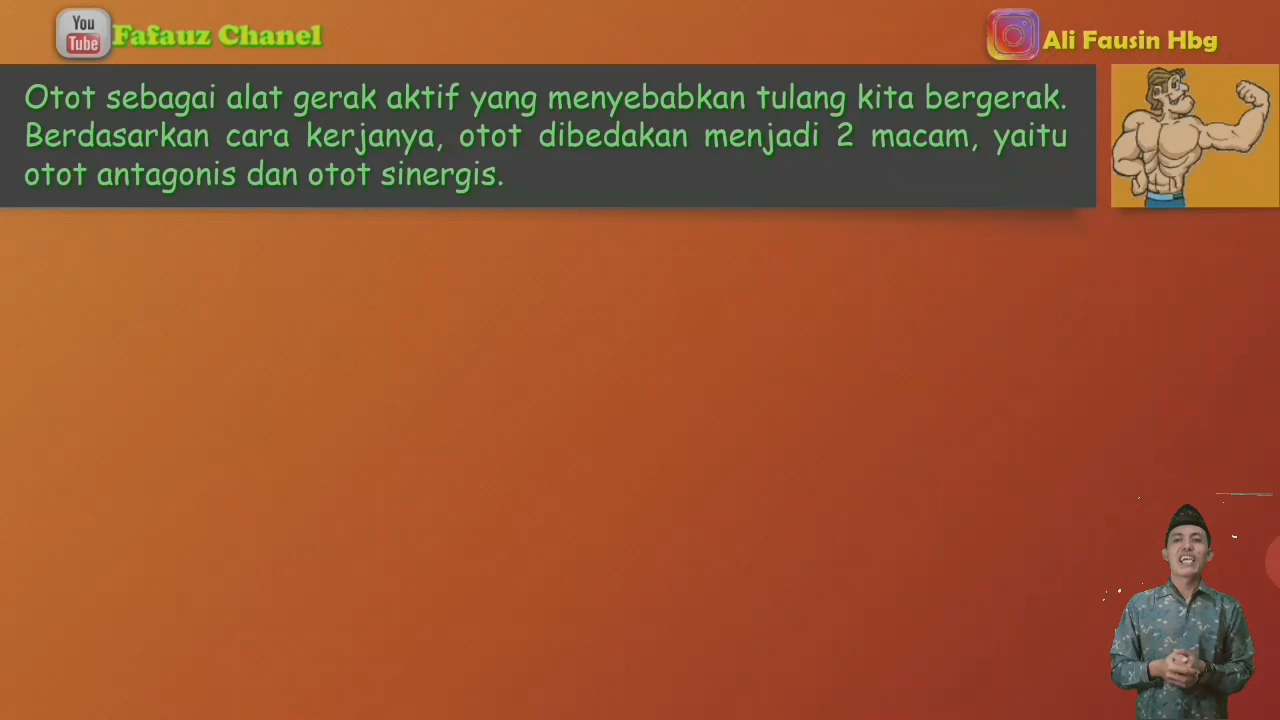 You
Tube
Fafauz Chanel
Ali Fausin Hbg
Otot sebagai alat gerak aktif yang menyebabkan tulang kita bergerak.
Berdasarkan cara kerjanya, otot dibedakan menjadi 2 macam, yaitu
otot antagonis dan otot sinergis.